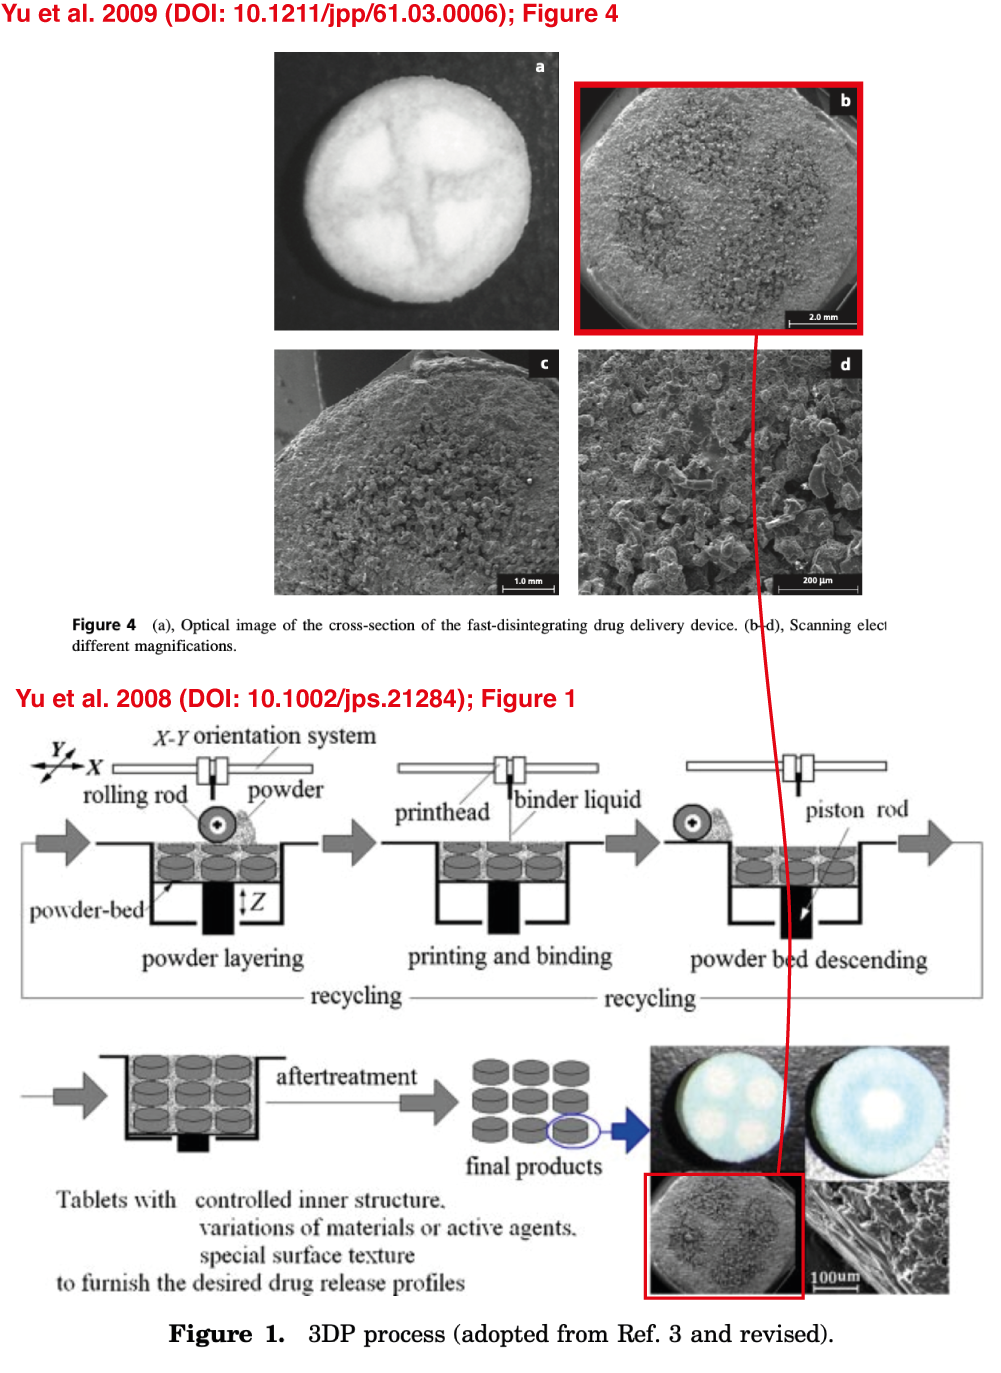 Yu et al. 2009 (DOI: 10.1211/jpp/61.03.0006); Figure 4
a
b
2.0 mm
c
d
1.0 mm
200 µm
Figure 4 (a), Optical image of the cross-section of the fast-disintegrating drug delivery device. (b–d), Scanning elect
different magnifications.
Yu et al. 2008 (DOI: 10.1002/jps.21284); Figure 1
X-Y orientation system
Y
X
rolling rod
powder
printhead
binder liquid
piston rod
powder-bed
Z
powder layering
printing and binding
powder bed descending
recycling
recycling
aftertreatment
final products
Tablets with controlled inner structure,
variations of materials or active agents,
special surface texture
to furnish the desired drug release profiles
100um
Figure 1. 3DP process (adopted from Ref. 3 and revised).